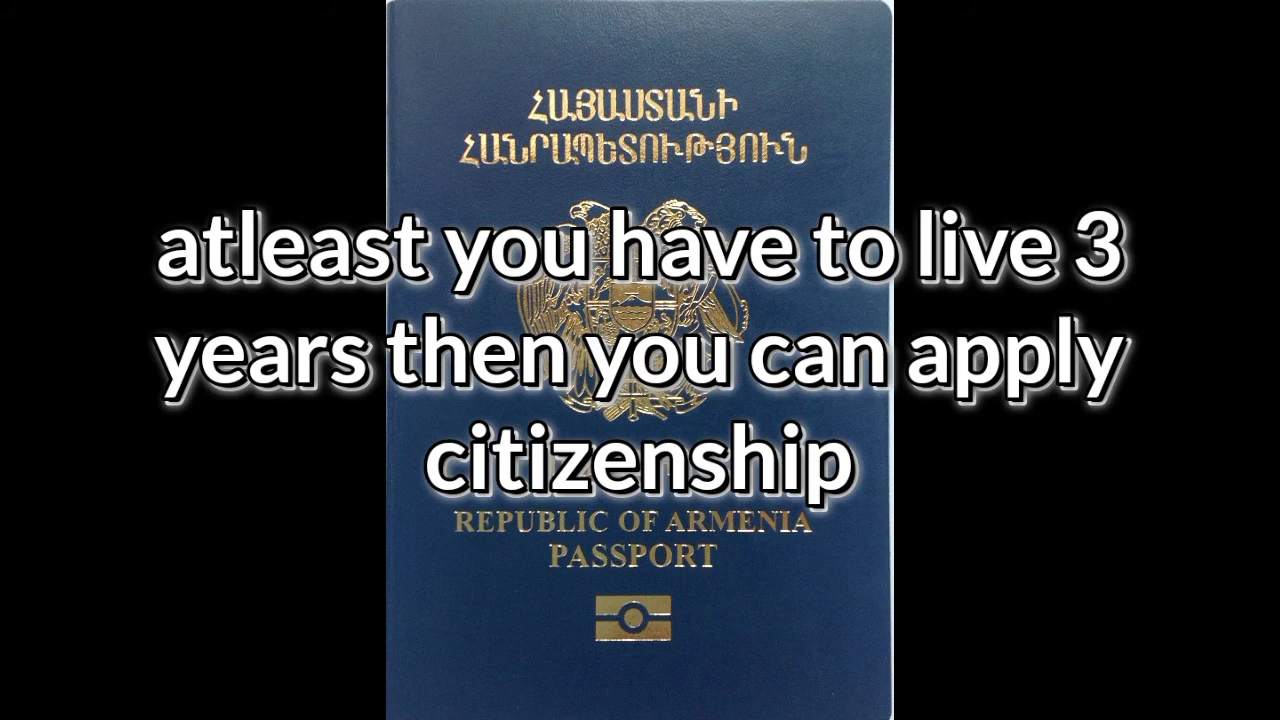 ՀԱՅԱՍՏԱՆԻ
ՀԱՆՐԱՊԵՏՈՒԹՅՈՒՆ
atleast you have to live 3
years then you can apply
citizenship
REPUBLIC OF ARMENIA
PASSPORT